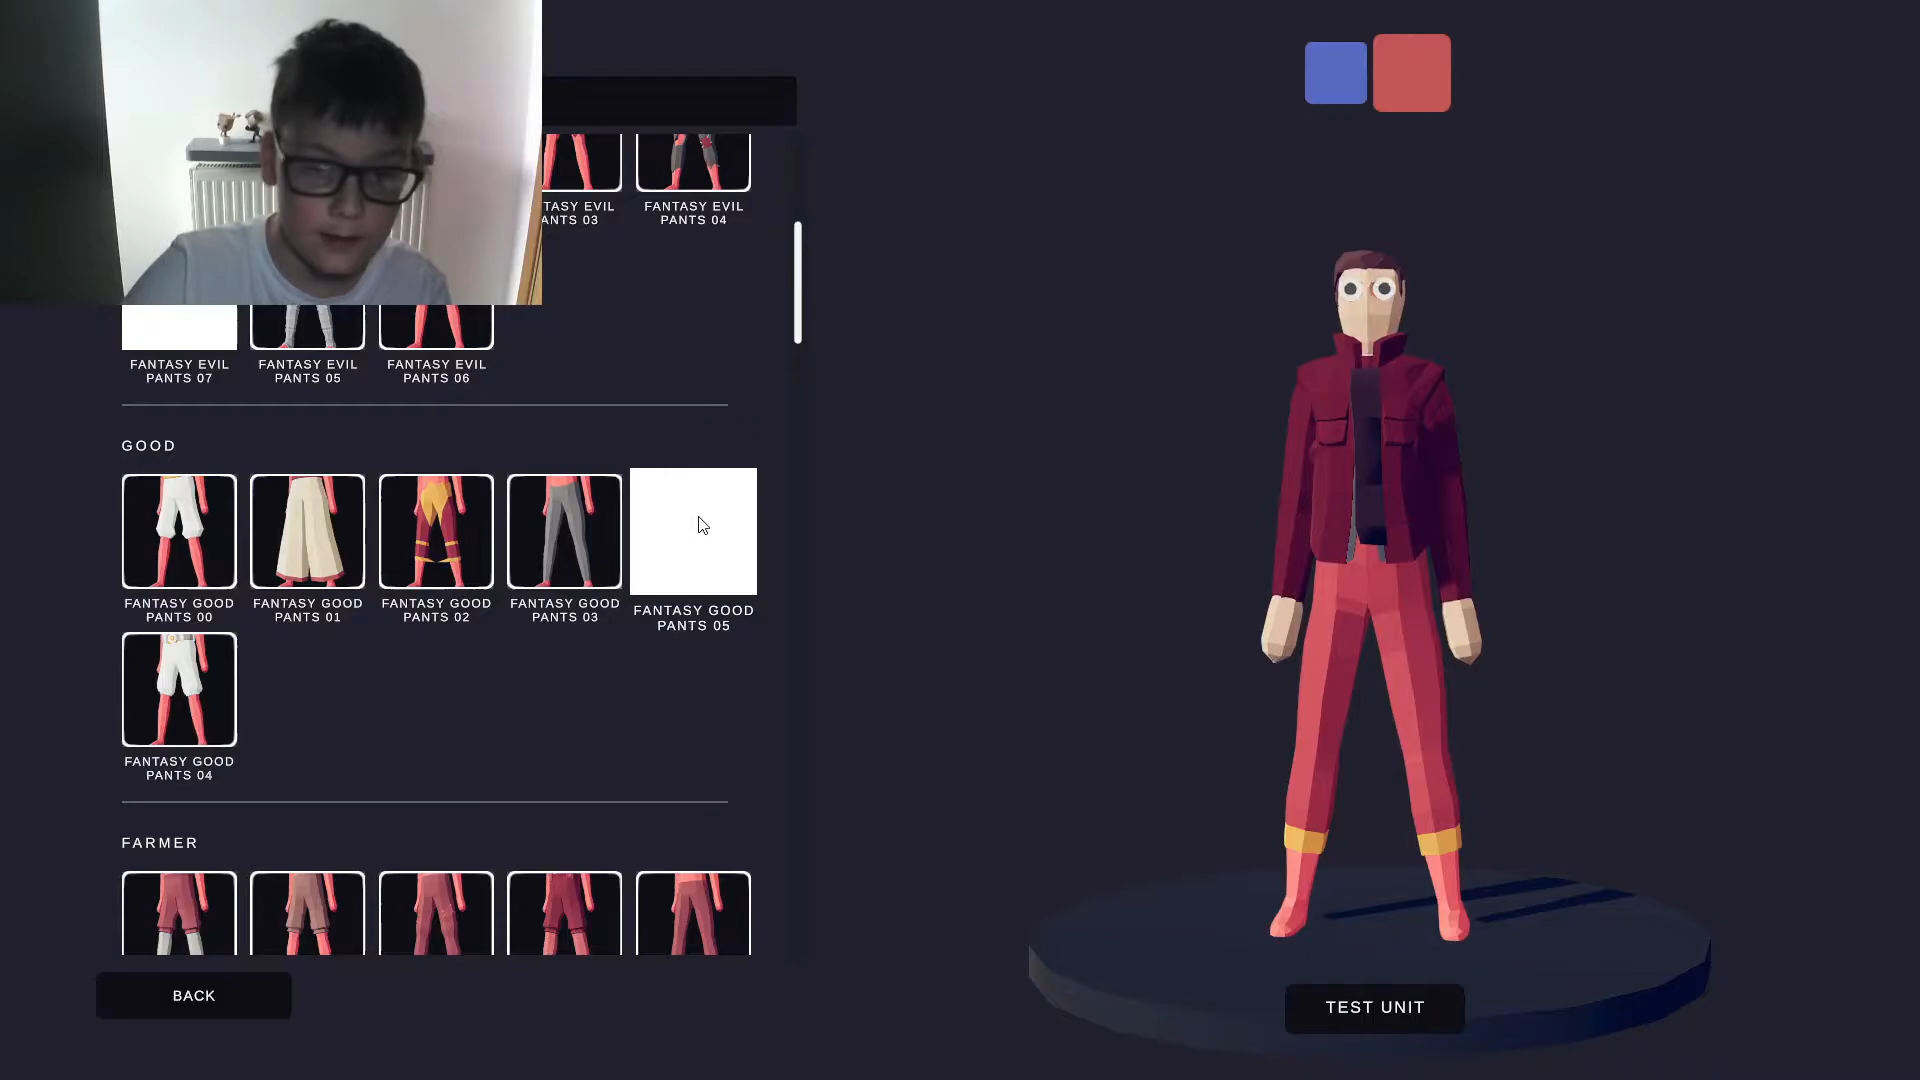 TASY EVIL
ANTS 03
FANTASY EVIL
PANTS 04
FANTASY EVIL
PANTS 07
FANTASY EVIL
PANTS 05
FANTASY EVIL
PANTS 06
GOOD
FANTASY GOOD
PANTS 00
FANTASY GOOD
PANTS 01
FANTASY GOOD
PANTS 02
FANTASY GOOD
PANTS 03
FANTASY GOOD
PANTS 05
FANTASY GOOD
PANTS 04
FARMER
BACK
TEST UNIT